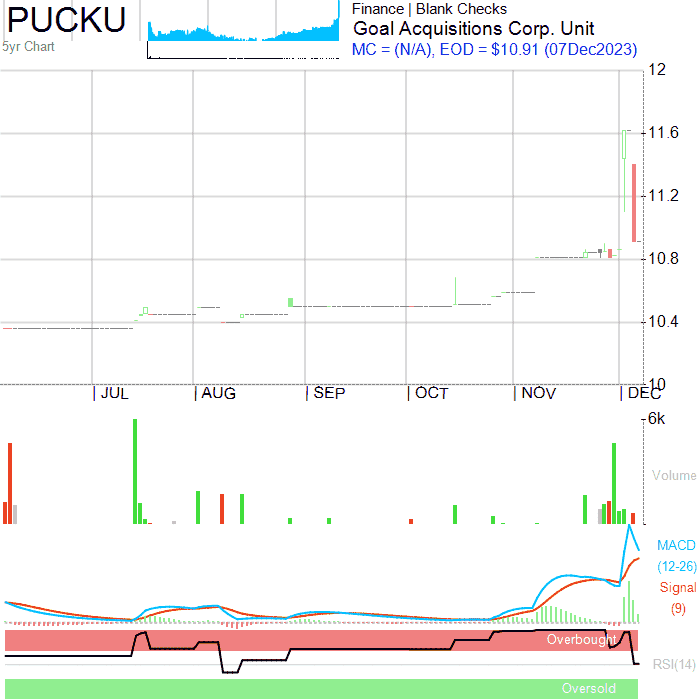 PUCKU
5yr Chart
Finance | Blank Checks
Goal Acquisitions Corp. Unit
MC = (N/A), EOD = $10.91 (07Dec2023)
12
11.6
11.2
10.8
10.4
10
JUL AUG SEP OCT NOV DEC
6k
Volume
MACD
(12-26)
Signal
(9)
Overbought
RSI(14)
Oversold